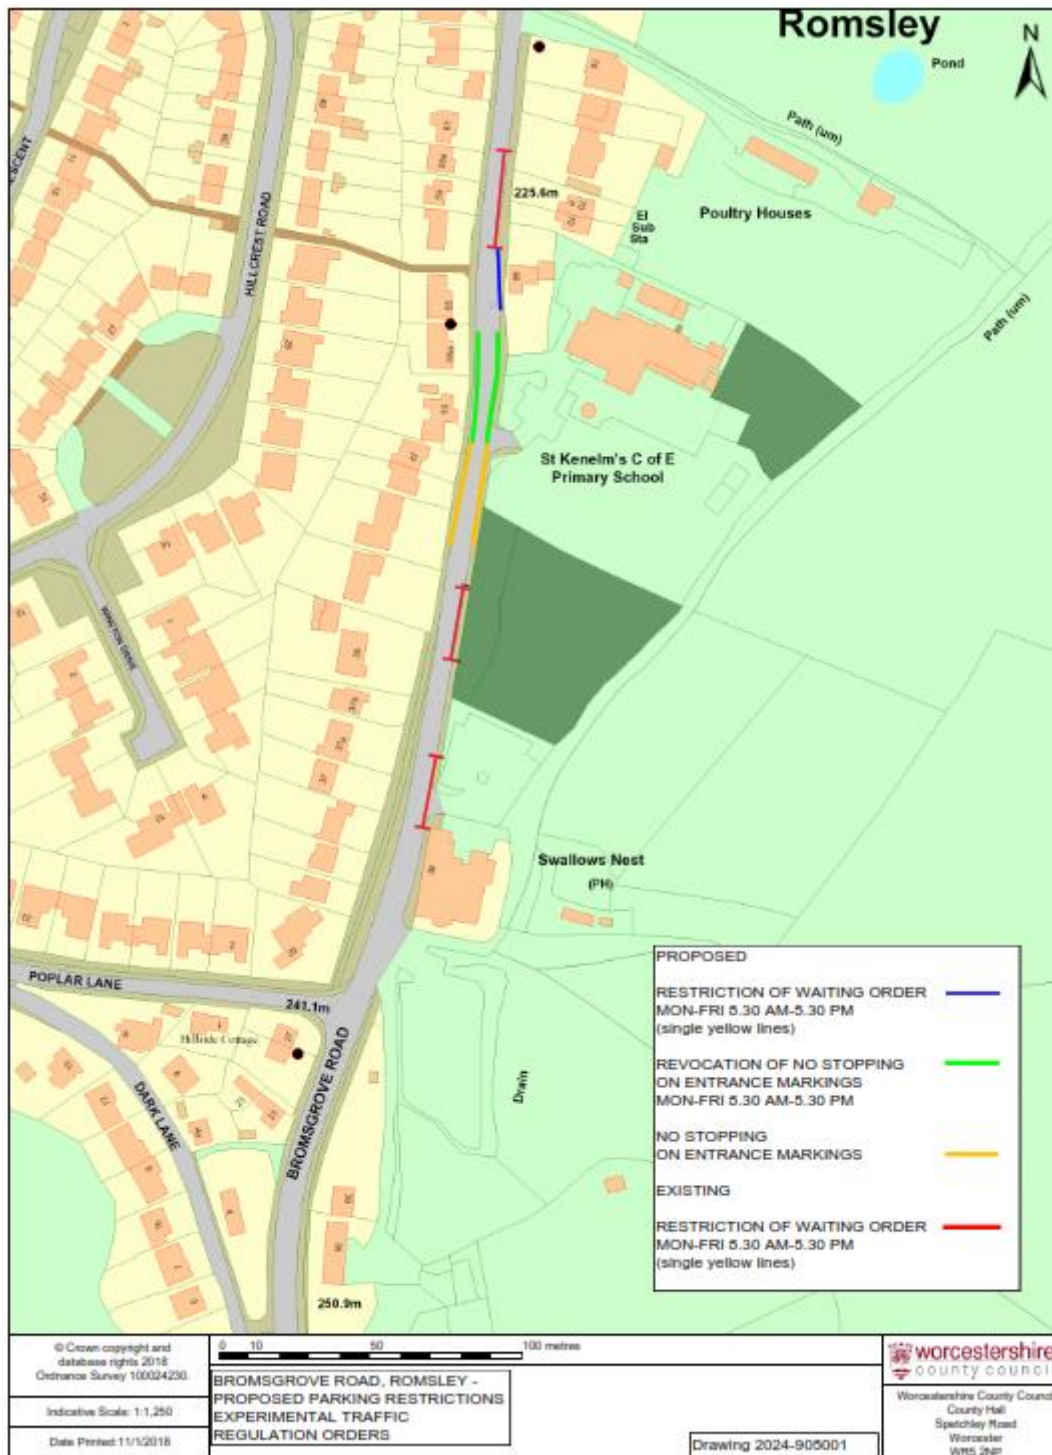 Romsley
N
Pond
Path (um)
CRESCENT
HILLCREST ROAD
225.6m
El
Sub
Sta
Poultry Houses
Path (um)
St Kenelm's C of E
Primary School
Swallows Nest
(PH)
POPLAR LANE
241.1m
Hillside Cottage
DARK LANE
BROMSGROVE ROAD
Drain
250.9m
PROPOSED
RESTRICTION OF WAITING ORDER
MON-FRI 8.30 AM-5.30 PM
(single yellow lines)
REVOCATION OF NO STOPPING
ON ENTRANCE MARKINGS
MON-FRI 8.30 AM-5.30 PM
NO STOPPING
ON ENTRANCE MARKINGS
EXISTING
RESTRICTION OF WAITING ORDER
MON-FRI 8.30 AM-5.30 PM
(single yellow lines)
© Crown copyright and
database rights 2018
Ordnance Survey 100024230.
Indicative Scale: 1:1,250
Date Printed:11/1/2018
0 10 50 100 metres
BROMSGROVE ROAD, ROMSLEY -
PROPOSED PARKING RESTRICTIONS
EXPERIMENTAL TRAFFIC
REGULATION ORDERS
Drawing 2024-905001
worcestershire
county council
Worcestershire County Council
County Hall
Spetchley Road
Worcester
WR5 2NP